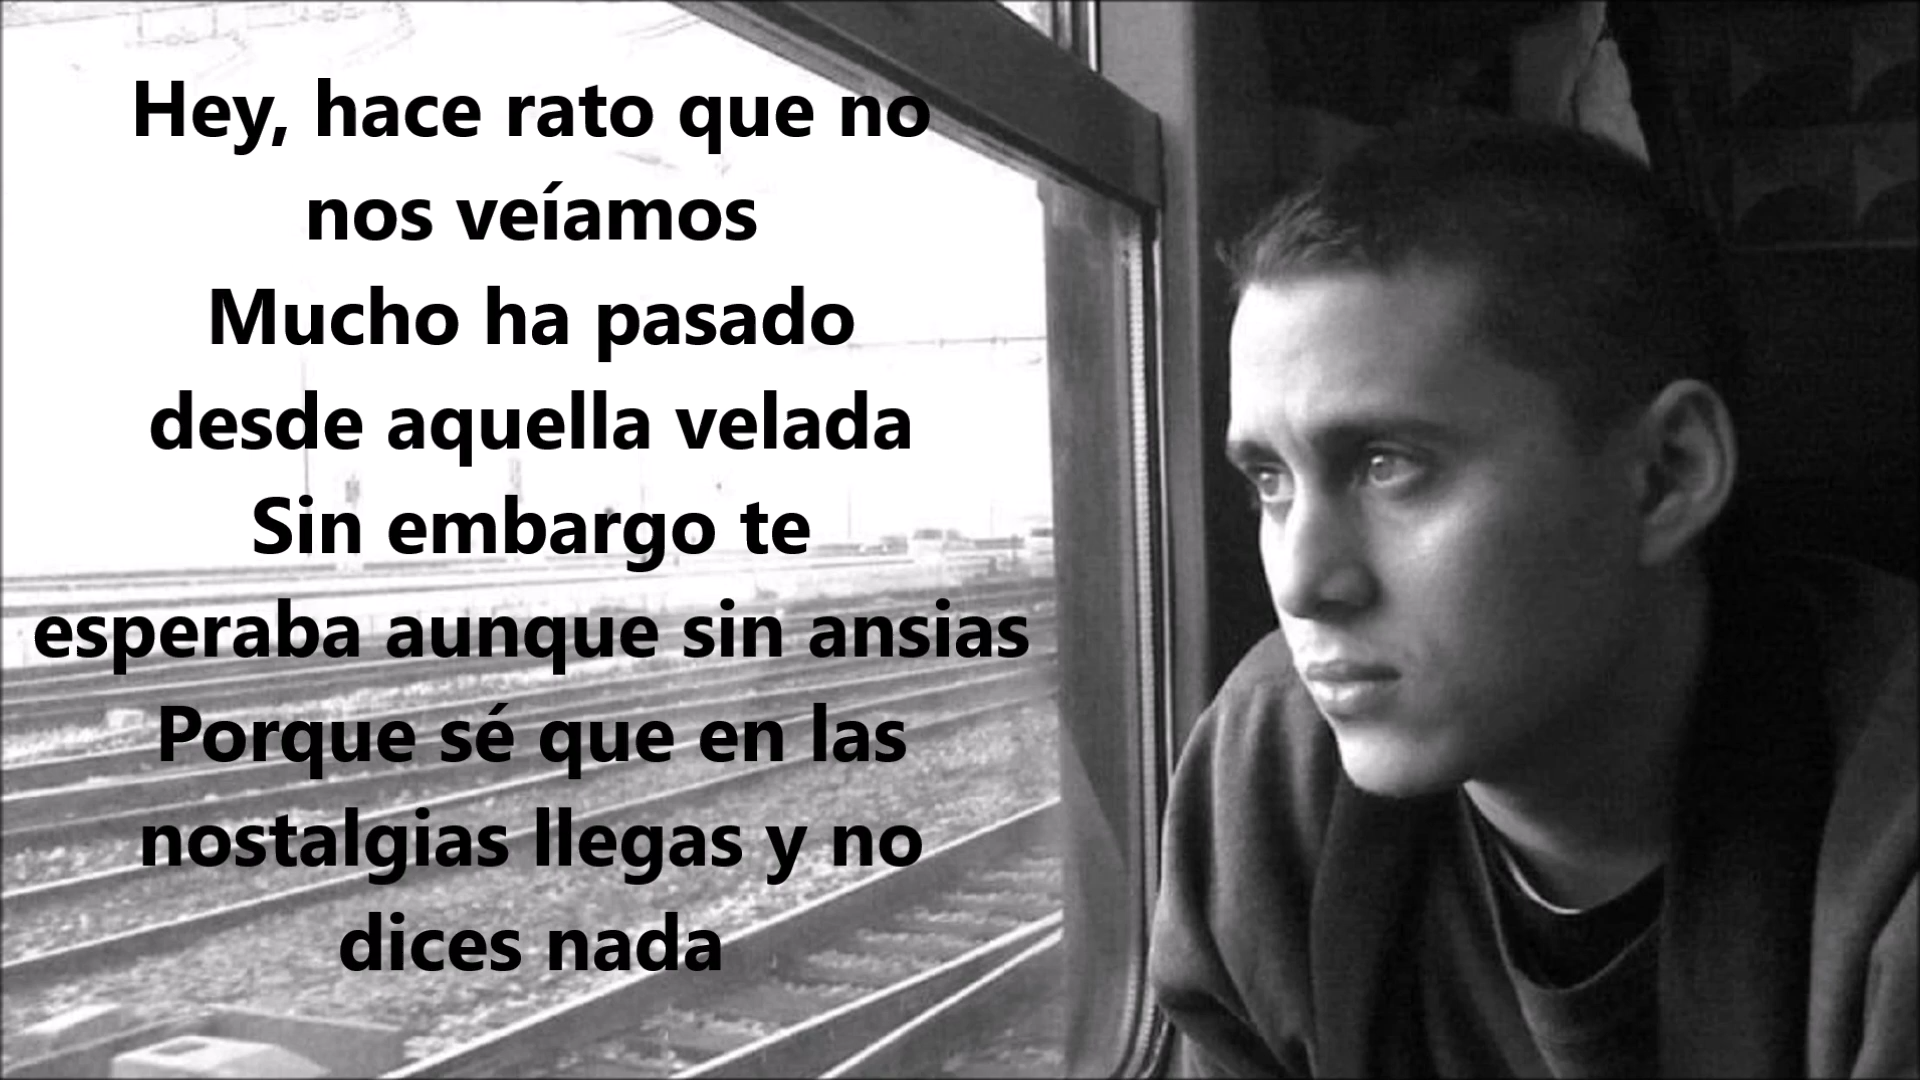 Hey, hace rato que no
nos veíamos
Mucho ha pasado
desde aquella velada
Sin embargo te
esperaba aunque sin ansias
Porque sé que en las
nostalgias llegas y no
dices nada